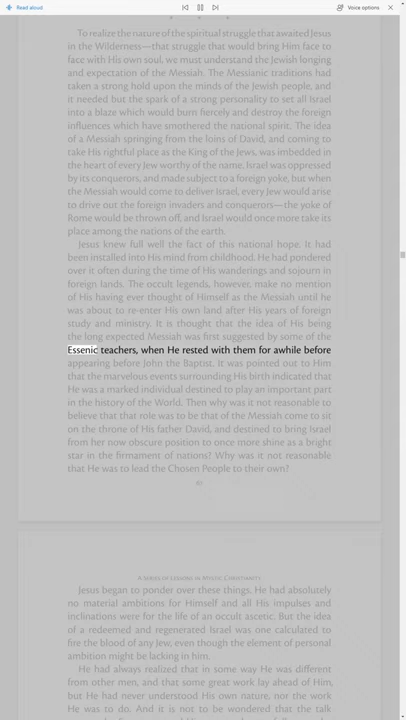 Read aloud
Voice options
To realize the nature of the spiritual struggle that awaited Jesus
in the Wilderness—that struggle that would bring Him face to
face with His own soul, we must understand the Jewish longing
and expectation of the Messiah. The Messianic traditions had
taken a strong hold upon the minds of the Jewish people, and
it needed but the spark of a strong personality to set all Israel
into a blaze which would burn fiercely and destroy the foreign
influences which have smothered the national spirit. The idea
of a Messiah springing from the loins of David, and coming to
take His rightful place as the King of the Jews, was imbedded in
the heart of every Jew worthy of the name. Israel was oppressed
by its conquerors, and made subject to a foreign yoke, but when
the Messiah would come to deliver Israel, every Jew would arise
to drive out the foreign invaders and conquerors—the yoke of
Rome would be thrown off, and Israel would once more take its
place among the nations of the earth.
Jesus knew full well the fact of this national hope. It had
been installed into His mind from childhood. He had pondered
over it often during the time of His wanderings and sojourn in
foreign lands. The occult legends, however, make no mention
of His having ever thought of Himself as the Messiah until he
was about to re-enter His own land after His years of foreign
study and ministry. It is thought that the idea of His being
the long expected Messiah was first suggested by some of the
Essenic teachers, when He rested with them for awhile before
appearing before John the Baptist. It was pointed out to Him
that the marvelous events surrounding His birth indicated that
He was a marked individual destined to play an important part
in the history of the World. Then why was it not reasonable to
believe that that role was to be that of the Messiah come to sit
on the throne of His father David, and destined to bring Israel
from her now obscure position to once more shine as a bright
star in the firmament of nations? Why was it not reasonable
that He was to lead the Chosen People to their own?
A Series of Lessons in Mystic Christianity
Jesus began to ponder over these things. He had absolutely
no material ambitions for Himself and all His impulses and
inclinations were for the life of an occult ascetic. But the idea
of a redeemed and regenerated Israel was one calculated to
fire the blood of any Jew, even though the element of personal
ambition might be lacking in him.
He had always realized that in some way He was different
from other men, and that some great work lay ahead of Him,
but He had never understood His own nature, nor the work
He was to do. And it is not to be wondered that the talk